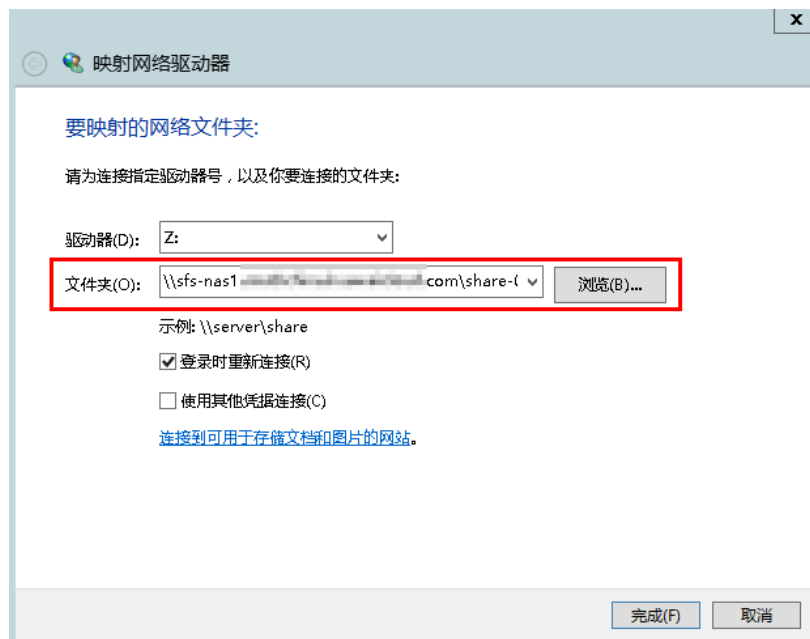 x
映射网络驱动器
要映射的网络文件夹:
请为连接指定驱动器号，以及你要连接的文件夹:
驱动器(D): Z:
文件夹(O): \\sfs-nas1 com\share-( 浏览(B)...
示例: \\server\share
登录时重新连接(R)
使用其他凭据连接(C)
连接到可用于存储文档和图片的网站。
完成(F) 取消